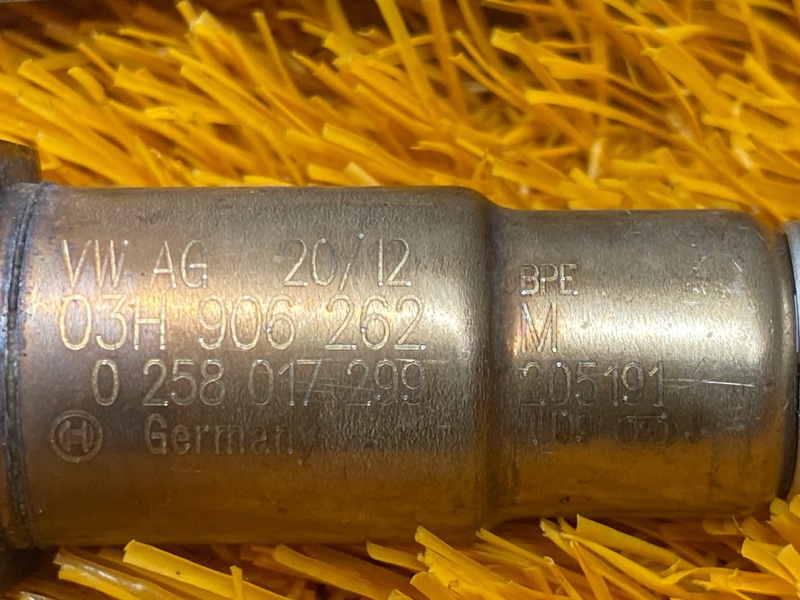 VW AG 20/12
03H 906 262
0 258 017 299
Germany
BPE
M
205191